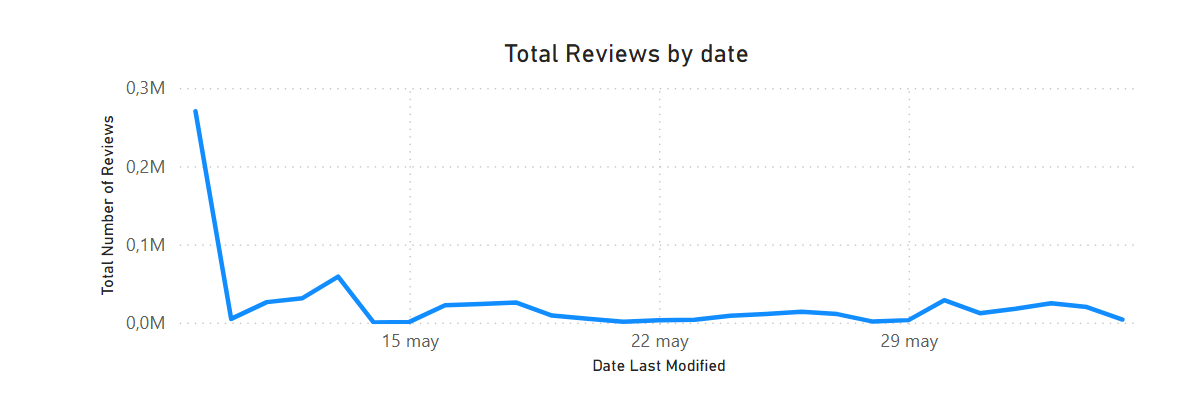 Total Reviews by date
Total Number of Reviews
0,3M
0,2M
0,1M
0,0M
15 may
22 may
29 may
Date Last Modified